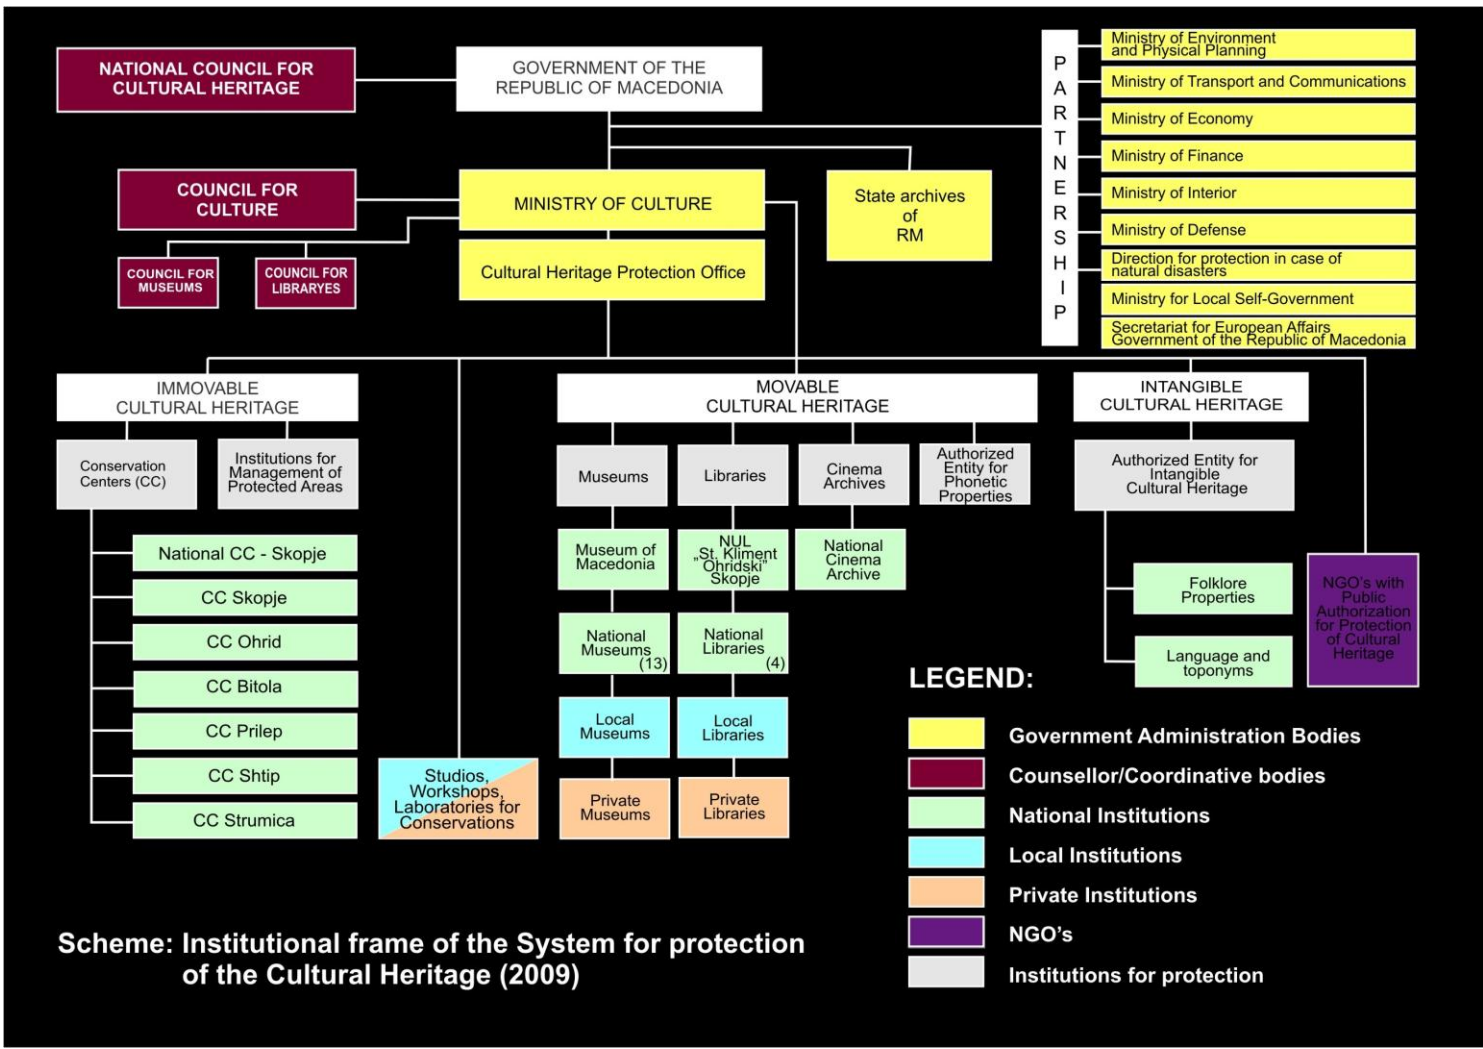 NATIONAL COUNCIL FOR
CULTURAL HERITAGE
GOVERNMENT OF THE
REPUBLIC OF MACEDONIA
PARTNERSHIP
Ministry of Environment
and Physical Planning
Ministry of Transport and Communications
Ministry of Economy
Ministry of Finance
Ministry of Interior
Ministry of Defense
Direction for protection in case of
natural disasters
Ministry for Local Self-Government
Secretariat for European Affairs
Government of the Republic of Macedonia
COUNCIL FOR
CULTURE
MINISTRY OF CULTURE
State archives
of
RM
COUNCIL FOR
MUSEUMS
COUNCIL FOR
LIBRARYES
Cultural Heritage Protection Office
IMMOVABLE
CULTURAL HERITAGE
MOVABLE
CULTURAL HERITAGE
INTANGIBLE
CULTURAL HERITAGE
Conservation
Centers (CC)
Institutions for
Management of
Protected Areas
Museums
Libraries
Cinema
Archives
Authorized
Entity for
Phonetic
Properties
Authorized Entity for
Intangible
Cultural Heritage
National CC - Skopje
CC Skopje
CC Ohrid
CC Bitola
CC Prilep
CC Shtip
CC Strumica
Studios,
Workshops,
Laboratories for
Conservations
Museum of
Macedonia
National
Museums
(13)
Local
Museums
Private
Museums
NUL
„St. Kliment
Ohridski”
Skopje
National
Libraries
(4)
Local
Libraries
Private
Libraries
National
Cinema
Archive
Folklore
Properties
Language and
toponyms
NGO's with
Public
Authorization
for Protection
of Cultural
Heritage
LEGEND:
Government Administration Bodies
Counsellor/Coordinative bodies
National Institutions
Local Institutions
Private Institutions
NGO's
Institutions for protection
Scheme: Institutional frame of the System for protection
of the Cultural Heritage (2009)